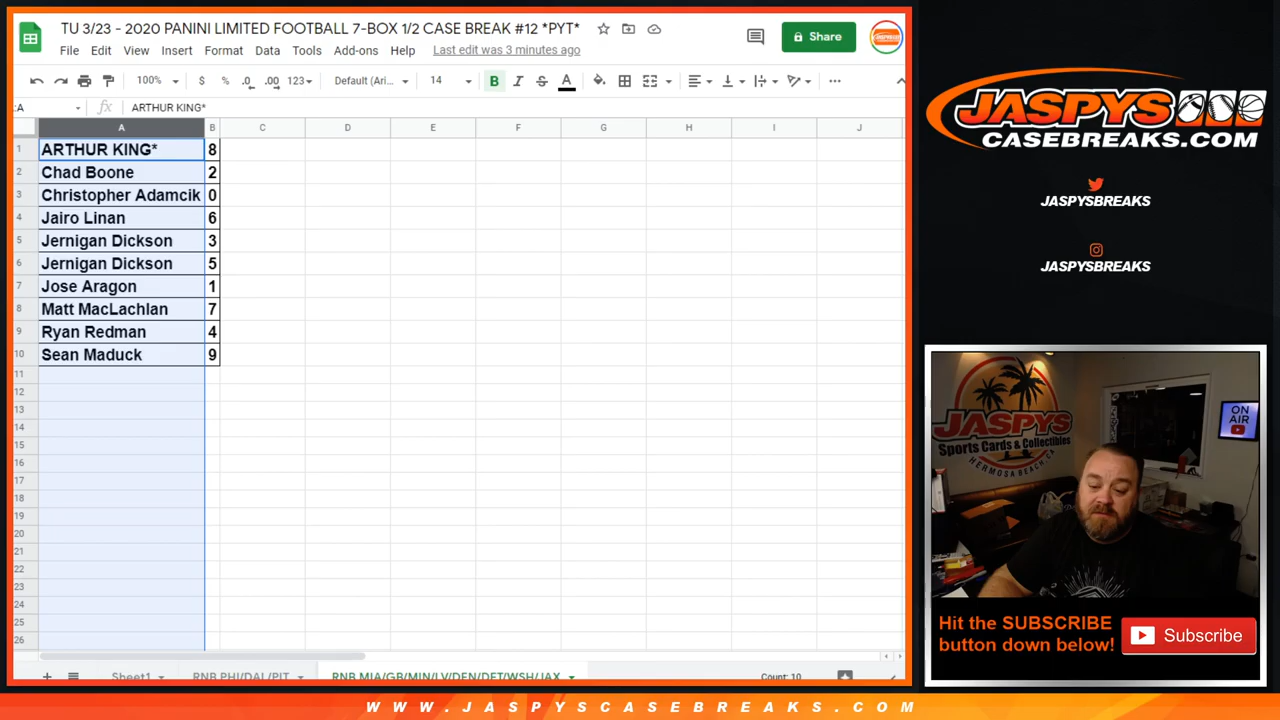 TU 3/23 - 2020 PANINI LIMITED FOOTBALL 7-BOX 1/2 CASE BREAK #12 *PYT*
File Edit View Insert Format Data Tools Add-ons Help Last edit was 3 minutes ago
Share
100% $ % .0 .00 123 Default (Ari... 14 B I S A
:A fx ARTHUR KING*
A B C D E F G H I J
1 ARTHUR KING* 8
2 Chad Boone 2
3 Christopher Adamcik 0
4 Jairo Linan 6
5 Jernigan Dickson 3
6 Jernigan Dickson 5
7 Jose Aragon 1
8 Matt MacLachlan 7
9 Ryan Redman 4
10 Sean Maduck 9
11
12
13
14
15
16
17
18
19
20
21
22
23
24
25
26
Sheet1 RNB PHI/DAL/PIT RNB MIA/GB/MIN/LV/DEN/DET/WSH/JAX Count: 10
JASPYS
CASEBREAKS.COM
JASPYSBREAKS
JASPYSBREAKS
JASPYS
Sports Cards & Collectibles
HERMOSA BEACH, CA
ON
AIR
Hit the SUBSCRIBE
button down below!
Subscribe
WWW.JASPYSCASEBREAKS.COM